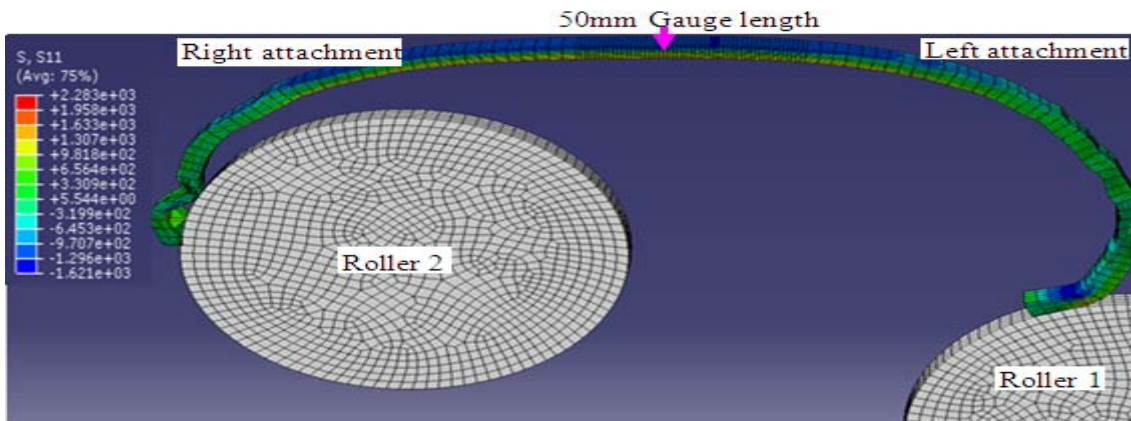 50mm Gauge length
Right attachment
Left attachment
S, S11
(Avg: 75%)
+2.283e+03
+1.958e+03
+1.633e+03
+1.307e+03
+9.818e+02
+6.564e+02
+3.309e+02
+5.544e+00
-3.199e+02
-6.453e+02
-9.707e+02
-1.296e+03
-1.621e+03
Roller 2
Roller 1